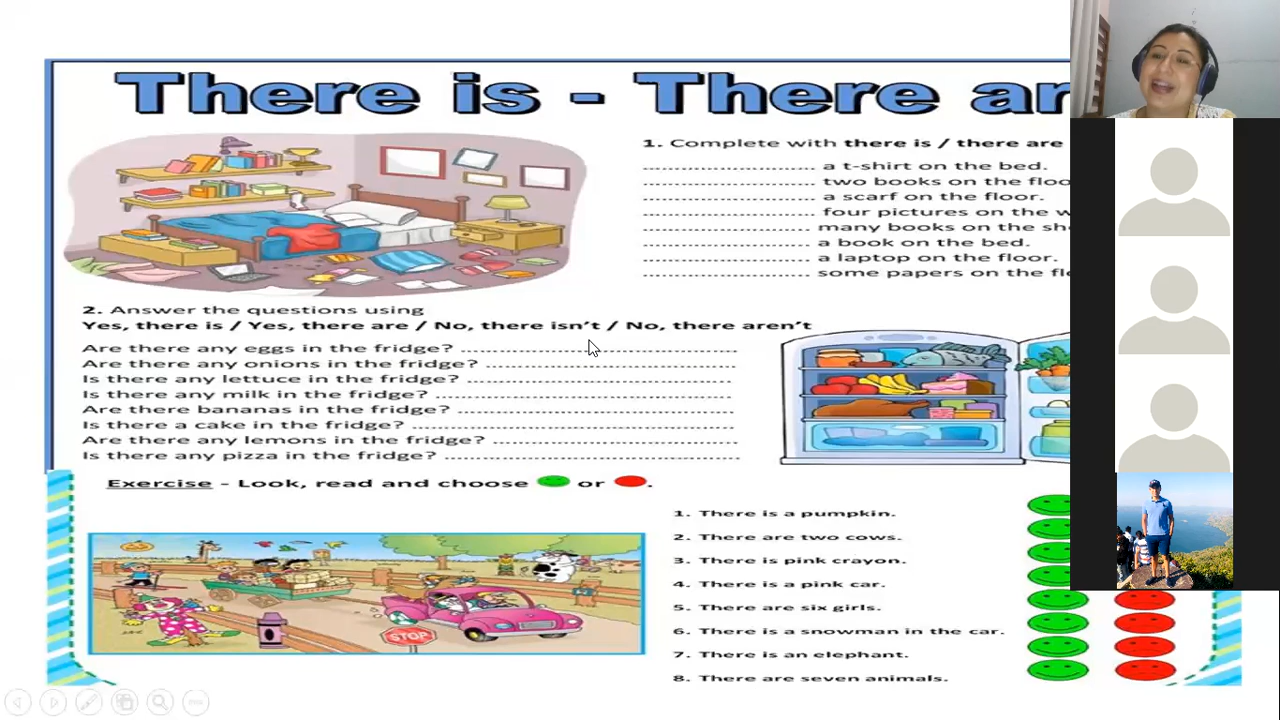 There is - There ar
1. Complete with there is / there are
........................................ a t-shirt on the bed.
........................................ two books on the floo
........................................ a scarf on the floor.
........................................ four pictures on the w
........................................ many books on the she
........................................ a book on the bed.
........................................ a laptop on the floor.
........................................ some papers on the flo
2. Answer the questions using
Yes, there is / Yes, there are / No, there isn't / No, there aren't
Are there any eggs in the fridge? ................................................................
Are there any onions in the fridge? ..........................................................
Is there any lettuce in the fridge? .............................................................
Is there any milk in the fridge? ....................................................................
Are there bananas in the fridge? ................................................................
Is there a cake in the fridge? .........................................................................
Are there any lemons in the fridge? .........................................................
Is there any pizza in the fridge? ....................................................................
Exercise - Look, read and choose or .
1. There is a pumpkin.
2. There are two cows.
3. There is pink crayon.
4. There is a pink car.
5. There are six girls.
6. There is a snowman in the car.
7. There is an elephant.
8. There are seven animals.
STOP